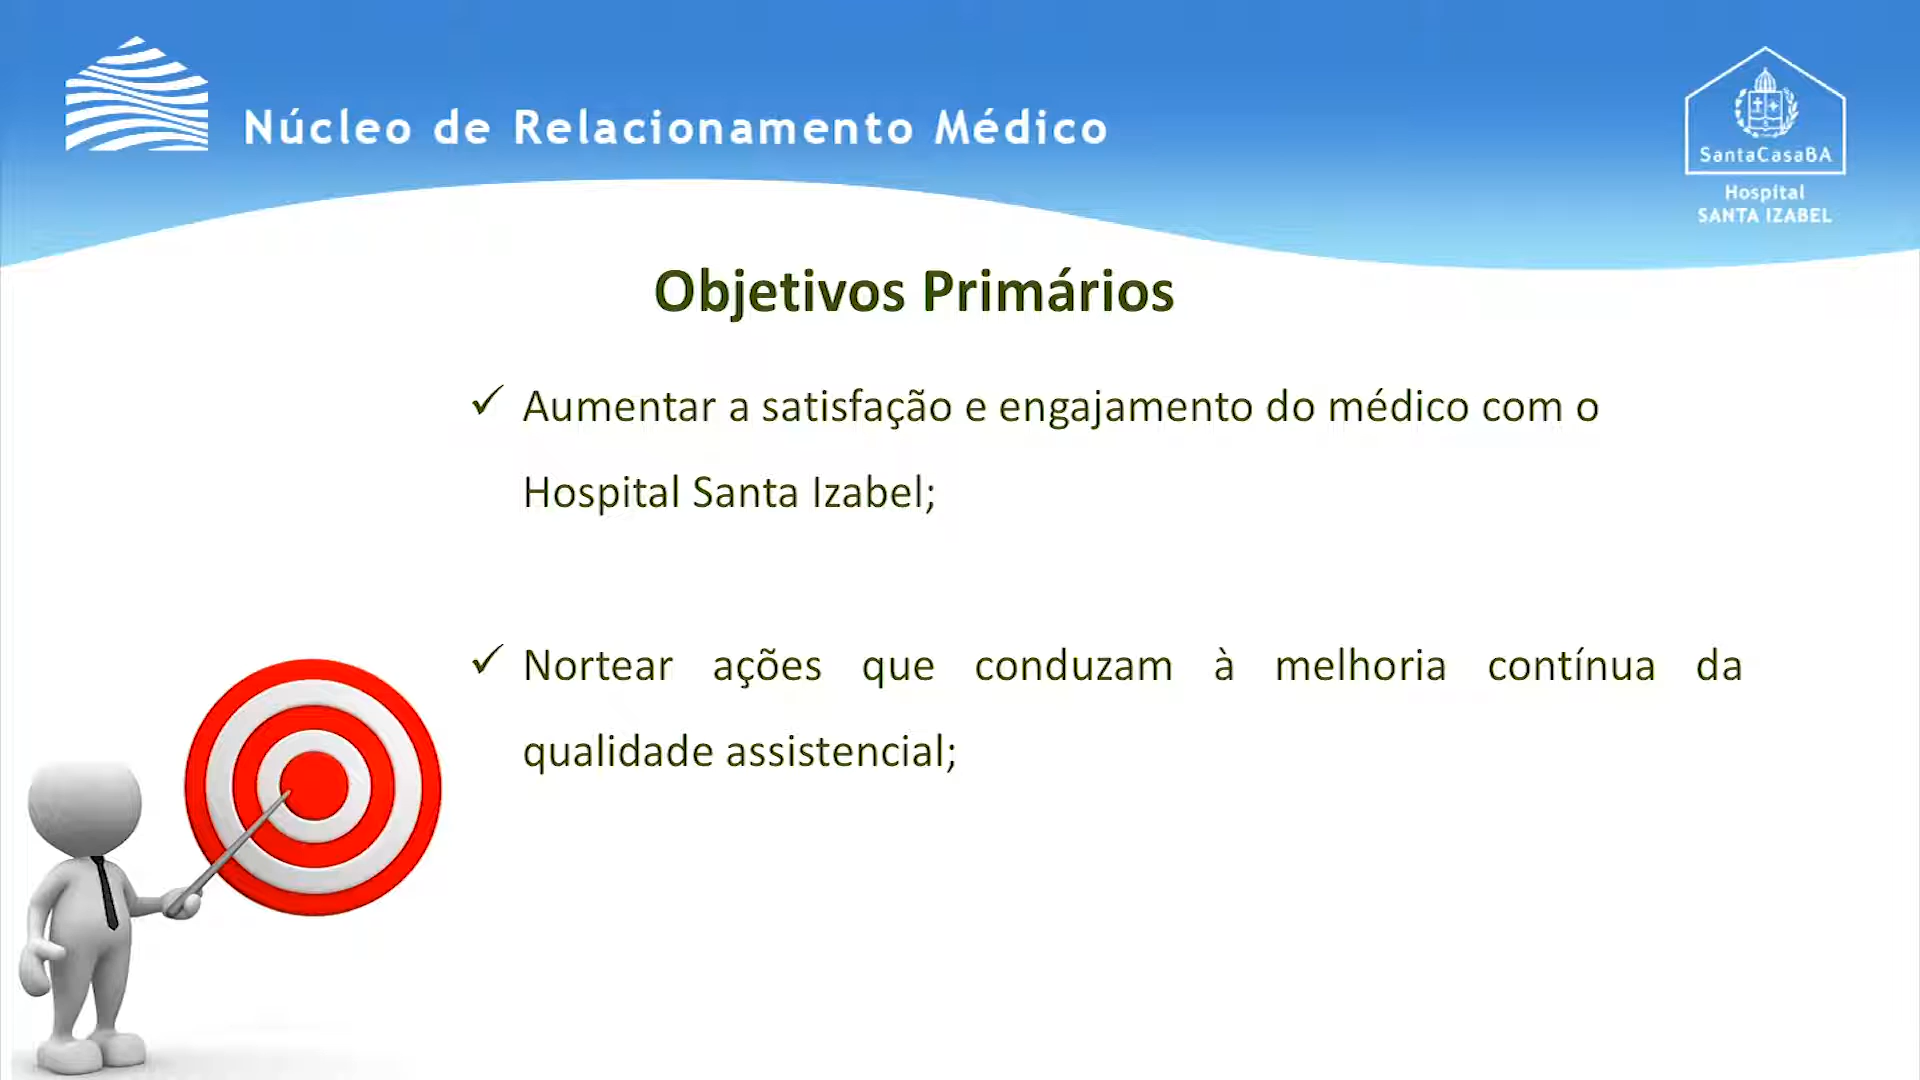 Núcleo de Relacionamento Médico
SantaCasaBA
Hospital
SANTA IZABEL
Objetivos Primários
✓ Aumentar a satisfação e engajamento do médico com o
Hospital Santa Izabel;
✓ Nortear ações que conduzam à melhoria contínua da
qualidade assistencial;